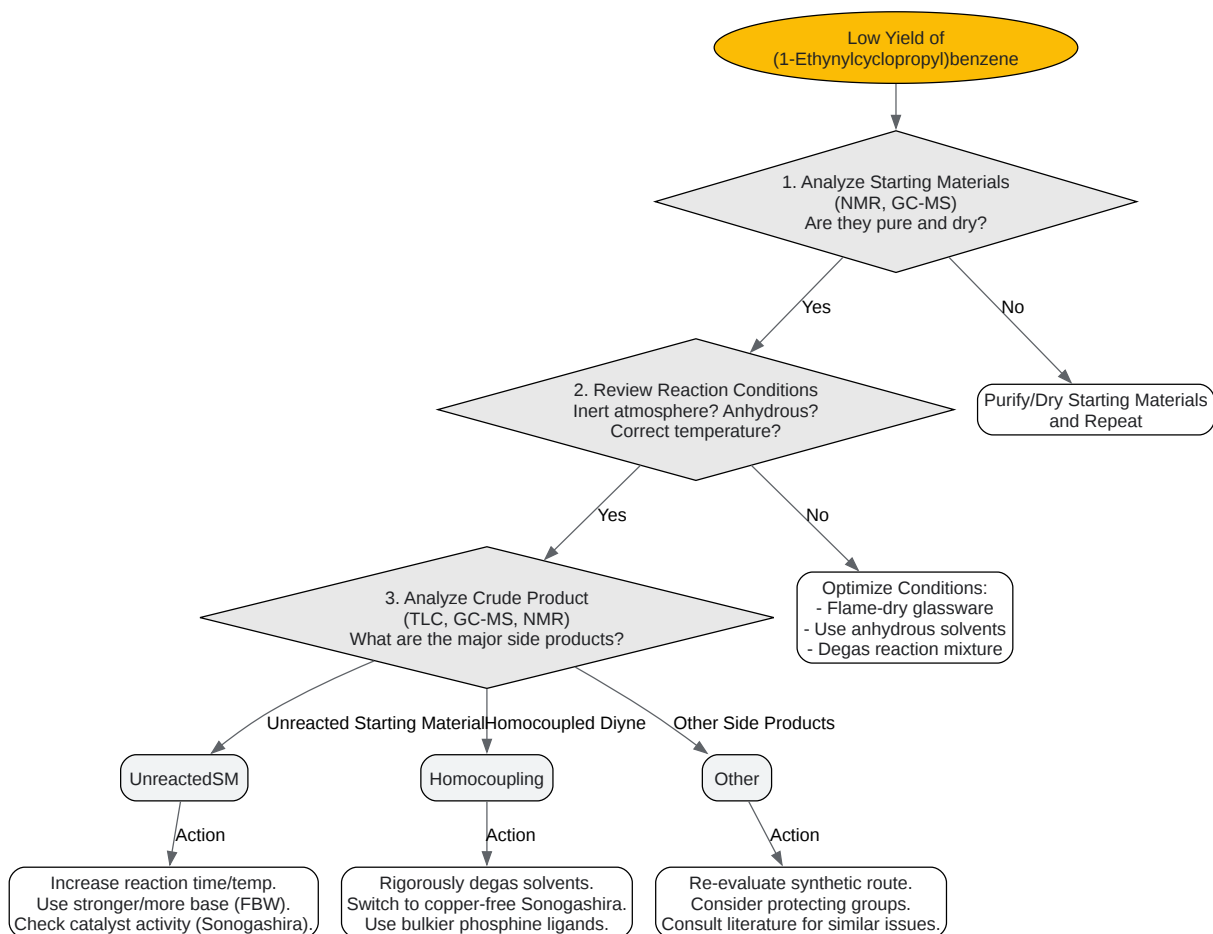 Low Yield of
(1-Ethynylcyclopropyl)benzene
1. Analyze Starting Materials
(NMR, GC-MS)
Are they pure and dry?
Yes
No
2. Review Reaction Conditions
Inert atmosphere? Anhydrous?
Correct temperature?
Purify/Dry Starting Materials
and Repeat
Yes
No
3. Analyze Crude Product
(TLC, GC-MS, NMR)
What are the major side products?
Optimize Conditions:
- Flame-dry glassware
- Use anhydrous solvents
- Degas reaction mixture
Unreacted Starting Material
Homocoupled Diyne
Other Side Products
UnreactedSM
Homocoupling
Other
Action
Action
Action
Increase reaction time/temp.
Use stronger/more base (FBW).
Check catalyst activity (Sonogashira).
Rigorously degas solvents.
Switch to copper-free Sonogashira.
Use bulkier phosphine ligands.
Re-evaluate synthetic route.
Consider protecting groups.
Consult literature for similar issues.